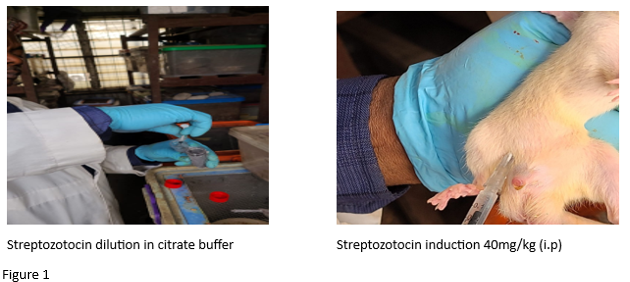 Streptozotocin dilution in citrate buffer
Streptozotocin induction 40mg/kg (i.p)
Figure 1